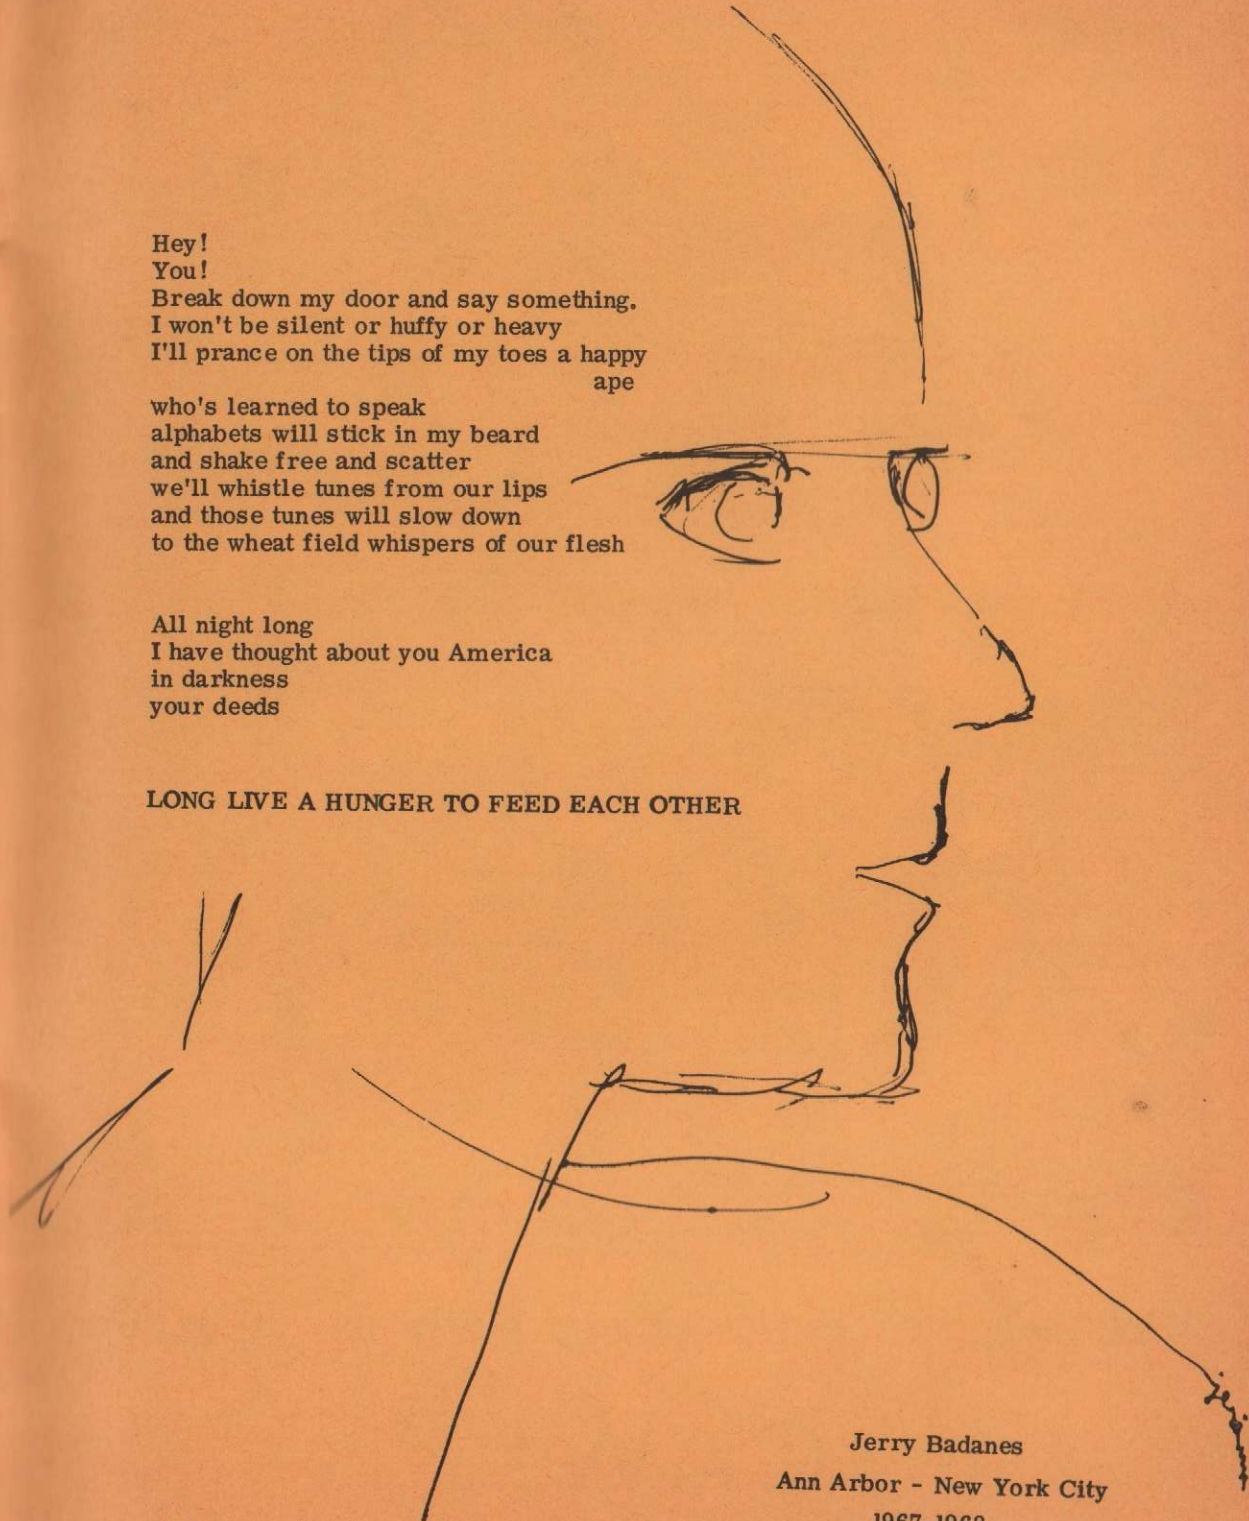 Hey!
You!
Break down my door and say something.
I won't be silent or huffy or heavy
I'll prance on the tips of my toes a happy
ape
who's learned to speak
alphabets will stick in my beard
and shake free and scatter
we'll whistle tunes from our lips
and those tunes will slow down
to the wheat field whispers of our flesh
All night long
I have thought about you America
in darkness
your deeds
LONG LIVE A HUNGER TO FEED EACH OTHER
Jerry Badanes
Ann Arbor - New York City
1967-1968